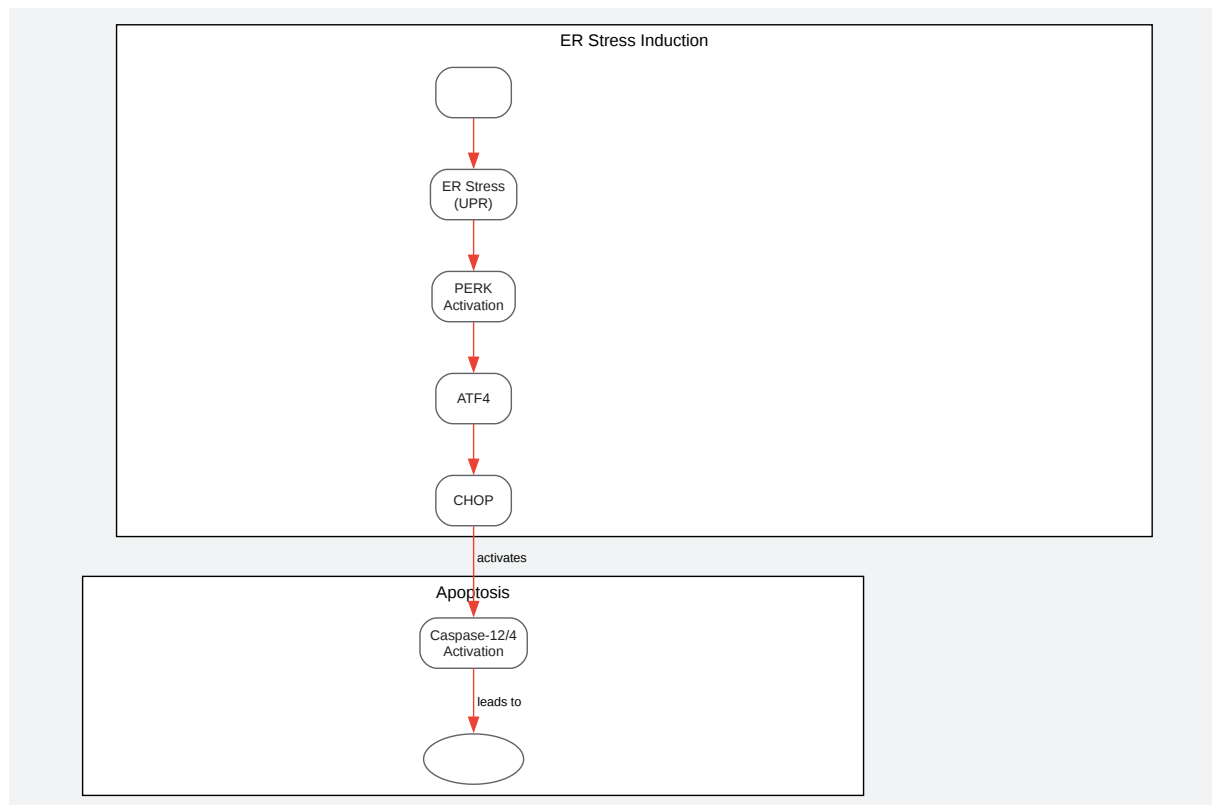 ER Stress Induction
ER Stress
(UPR)
PERK
Activation
ATF4
CHOP
activates
Apoptosis
Caspase-12/4
Activation
leads to